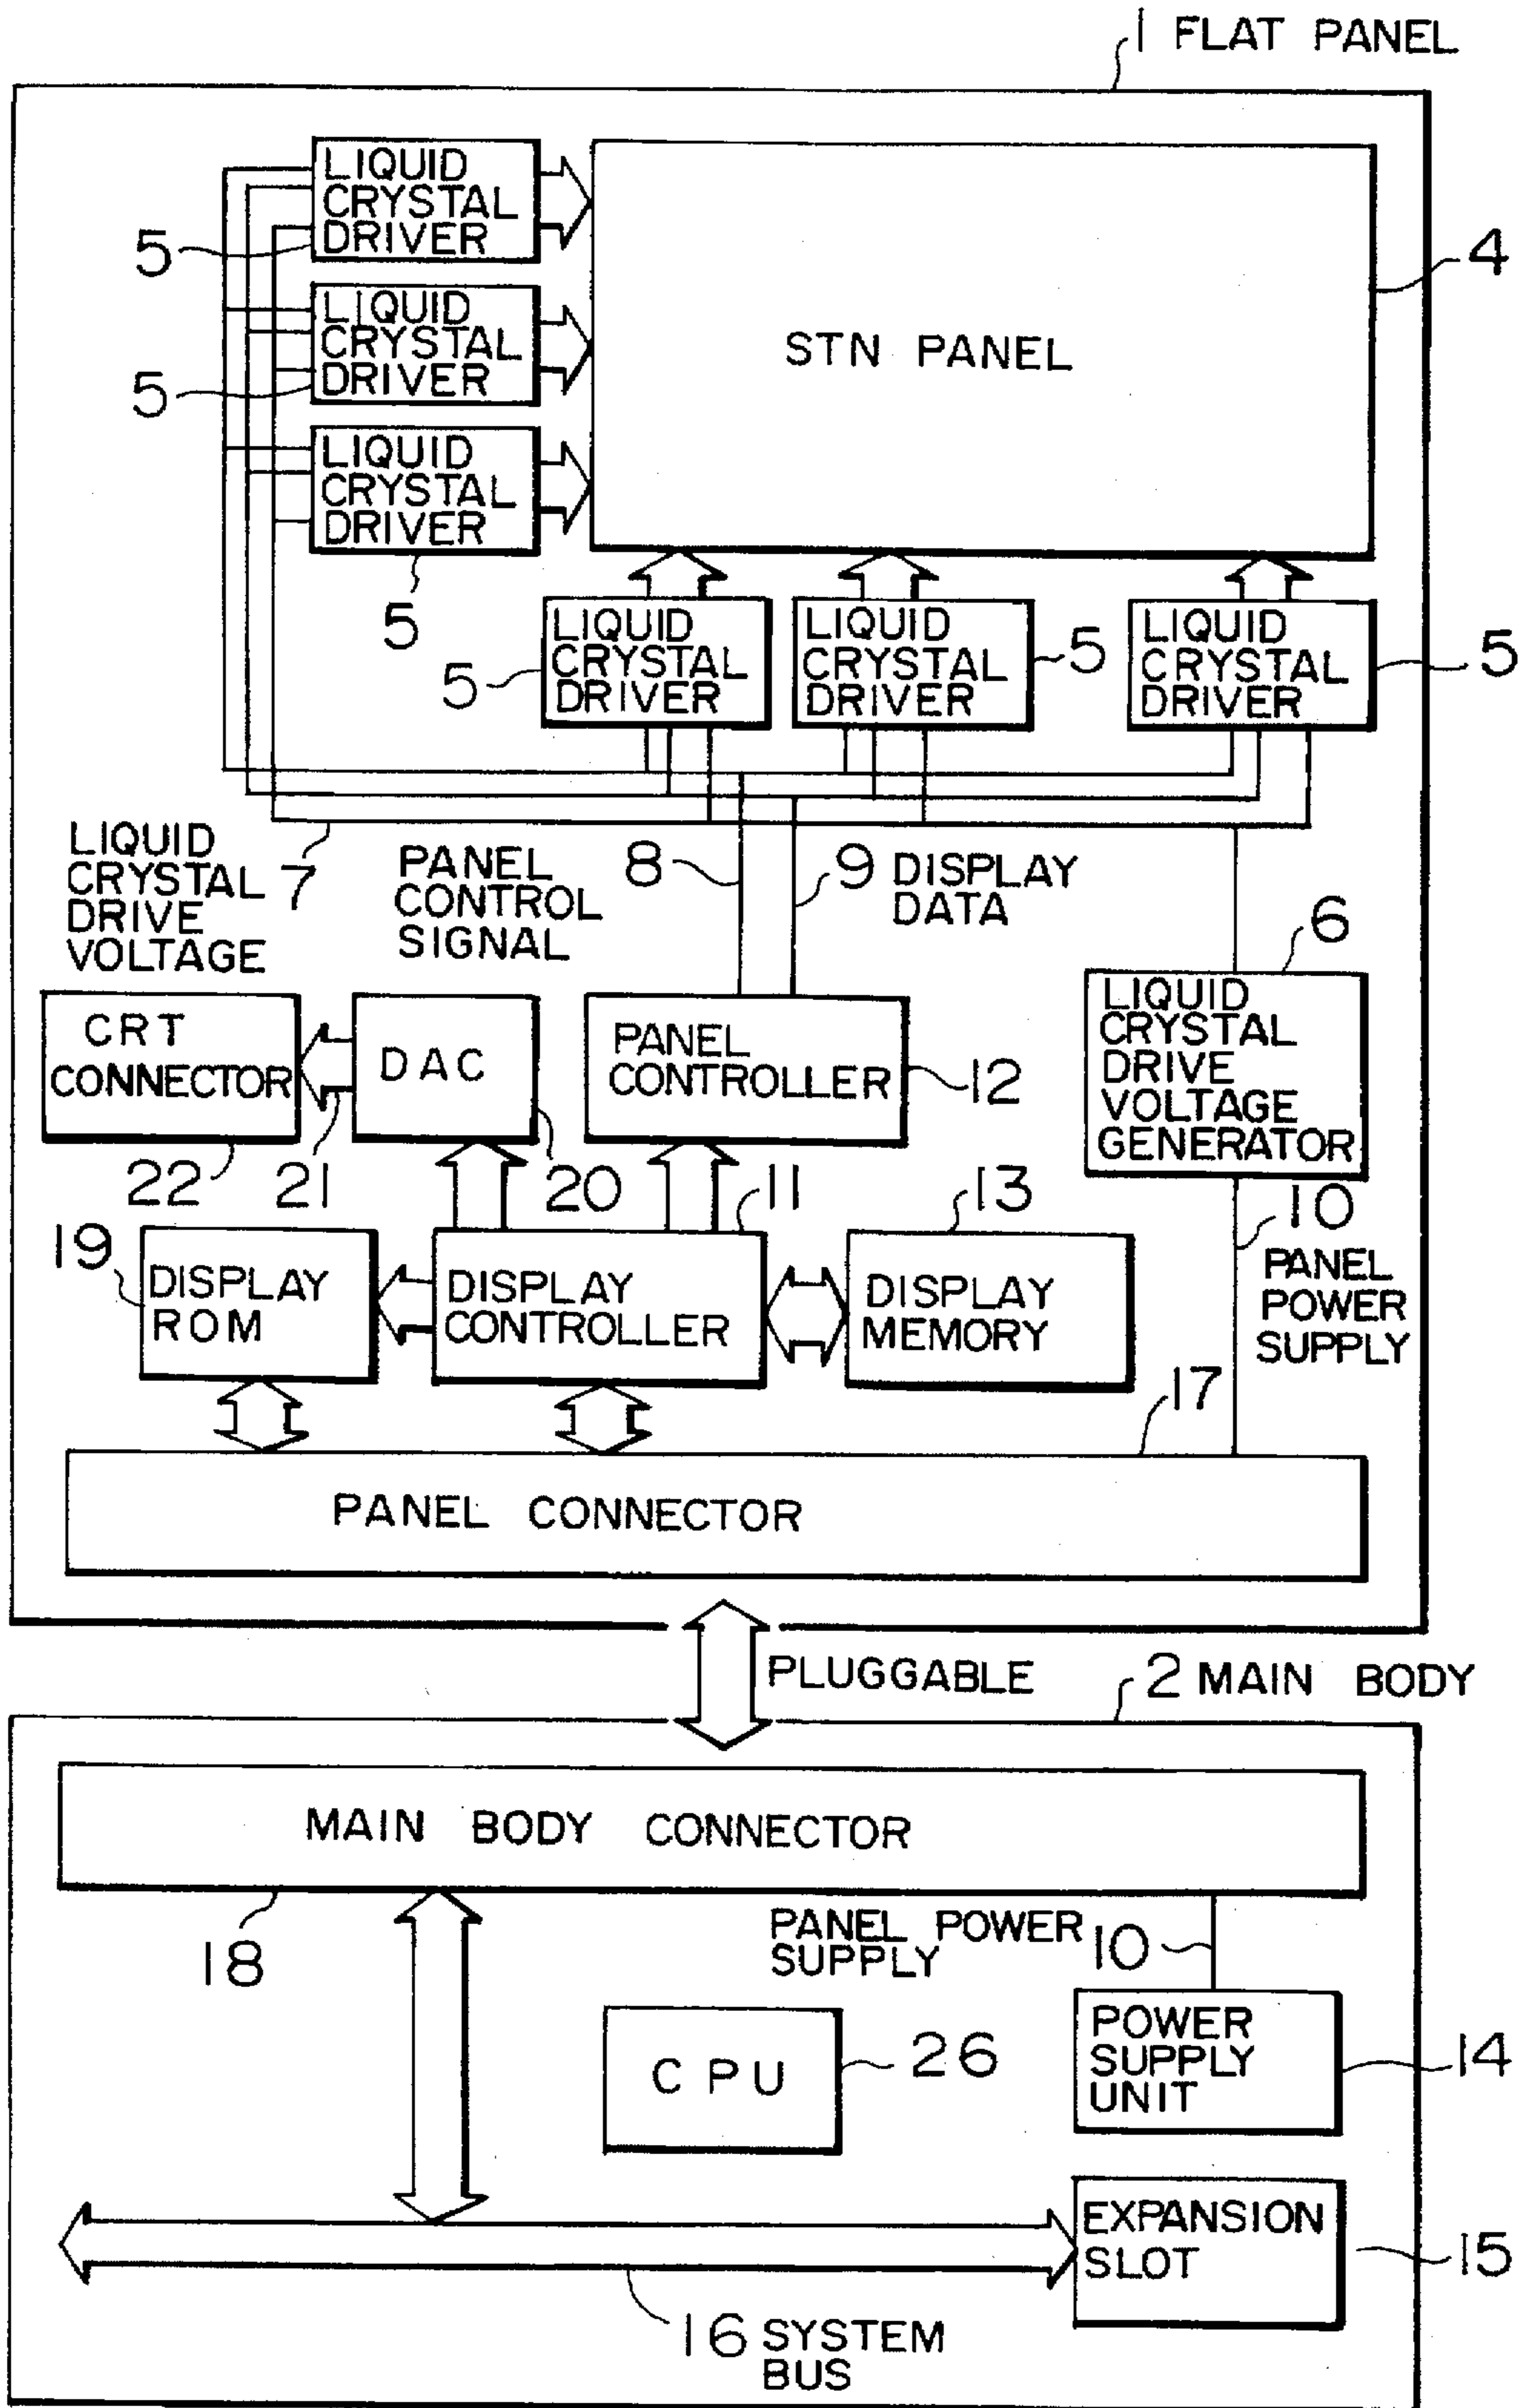 1 FLAT PANEL
LIQUID
CRYSTAL
DRIVER
5
LIQUID
CRYSTAL
DRIVER
5
LIQUID
CRYSTAL
DRIVER
5
STN PANEL
4
LIQUID
CRYSTAL
DRIVER
5
LIQUID
CRYSTAL
DRIVER
5
LIQUID
CRYSTAL
DRIVER
5
LIQUID
CRYSTAL
DRIVE
VOLTAGE
7
PANEL
CONTROL
SIGNAL
8
9 DISPLAY
DATA
6
LIQUID
CRYSTAL
DRIVE
VOLTAGE
GENERATOR
CRT
CONNECTOR
22
21
DAC
20
PANEL
CONTROLLER
12
10
PANEL
POWER
SUPPLY
19
DISPLAY
ROM
11
DISPLAY
CONTROLLER
13
DISPLAY
MEMORY
17
PANEL CONNECTOR
PLUGGABLE
2 MAIN BODY
MAIN BODY CONNECTOR
18
PANEL POWER
SUPPLY
10
CPU
26
POWER
SUPPLY
UNIT
14
EXPANSION
SLOT
15
16 SYSTEM
BUS